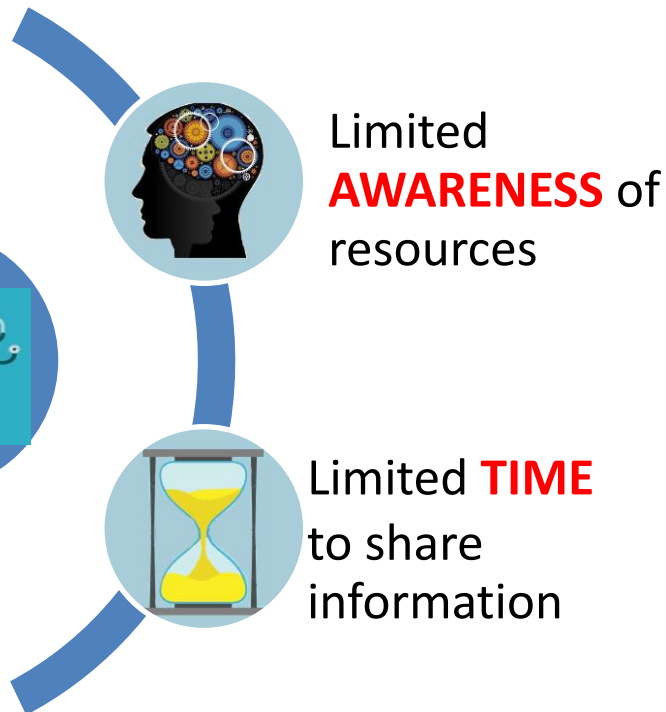 Limited
AWARENESS of
resources
Limited TIME
to share
information